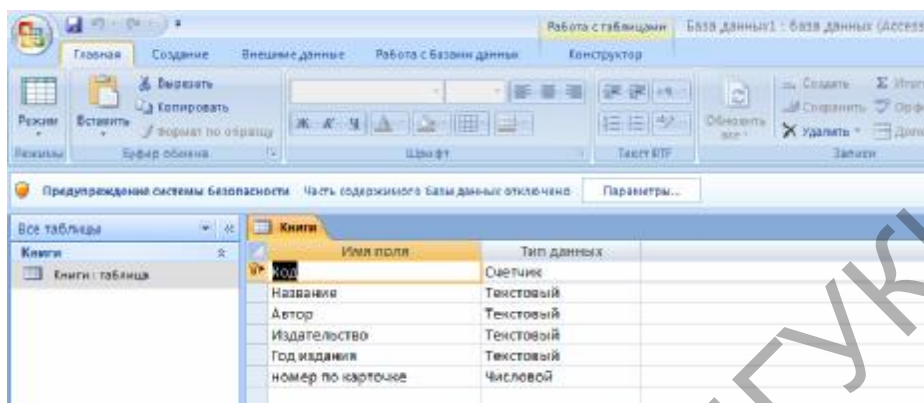 Работа с таблицами База данных1 : база данных (Access
Главная Создание Внешние данные Работа с базами данных Конструктор
Режим
Вставить
Вырезать
Копировать
Формат по образцу
Ж К Ч
Обновить все
Создать
Сохранить
Удалить
Σ
Режимы Буфер обмена Шрифт Текст RTF Записи
Предупреждение системы безопасности Часть содержимого базы данных отключено Параметры...
Все таблицы
Книги
Книги : таблица
Книги
Имя поля Тип данных
Код Счетчик
Название Текстовый
Автор Текстовый
Издательство Текстовый
Год издания Текстовый
номер по карточке Числовой
ГУКИ